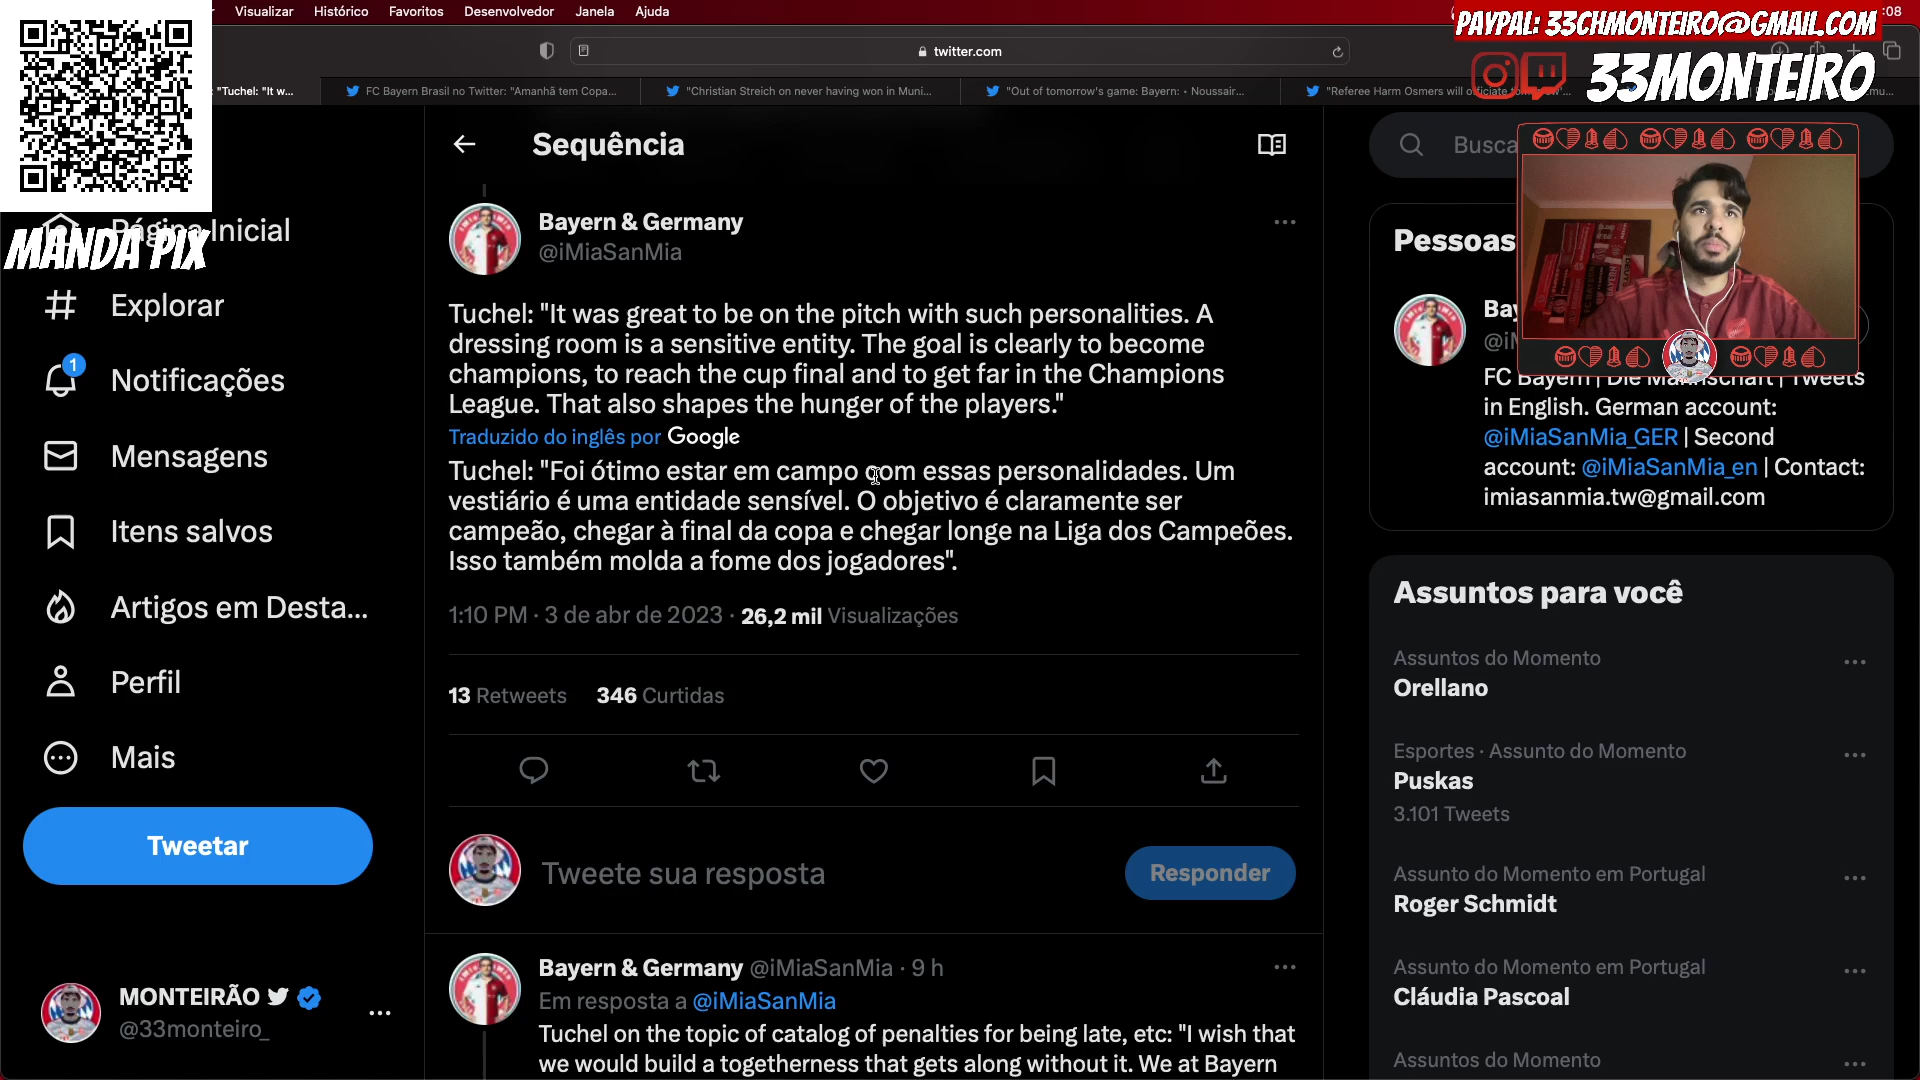 Visualizar
Histórico
Favoritos
Desenvolvedor
Janela
Ajuda
:08
PAYPAL: 33CHMONTEIRO@GMAIL.COM
twitter.com
33MONTEIRO
: "Tuchel: "It w...
FC Bayern Brasil no Twitter: "Amanhã tem Copa...
"Christian Streich on never having won in Muni...
"Out of tomorrow's game: Bayern: • Noussair...
"Referee Harm Osmers will officiate
Sequência
Busca
Página Inicial
MANDA PIX
Explorar
1
Notificações
Mensagens
Itens salvos
Artigos em Desta...
Perfil
Mais
Tweetar
MONTEIRÃO
@33monteiro_
Bayern & Germany
@iMiaSanMia
Tuchel: "It was great to be on the pitch with such personalities. A
dressing room is a sensitive entity. The goal is clearly to become
champions, to reach the cup final and to get far in the Champions
League. That also shapes the hunger of the players."
Traduzido do inglês por Google
Tuchel: "Foi ótimo estar em campo com essas personalidades. Um
vestiário é uma entidade sensível. O objetivo é claramente ser
campeão, chegar à final da copa e chegar longe na Liga dos Campeões.
Isso também molda a fome dos jogadores".
1:10 PM · 3 de abr de 2023 · 26,2 mil Visualizações
13 Retweets 346 Curtidas
Tweete sua resposta
Responder
Bayern & Germany @iMiaSanMia · 9 h
Em resposta a @iMiaSanMia
Tuchel on the topic of catalog of penalties for being late, etc: "I wish that
we would build a togetherness that gets along without it. We at Bayern
Pessoas
Bay
@iM
FC Bayern | Die Mannschaft | Tweets
in English. German account:
@iMiaSanMia_GER | Second
account: @iMiaSanMia_en | Contact:
imiasanmia.tw@gmail.com
Assuntos para você
Assuntos do Momento
Orellano
Esportes · Assunto do Momento
Puskas
3.101 Tweets
Assunto do Momento em Portugal
Roger Schmidt
Assunto do Momento em Portugal
Cláudia Pascoal
Assuntos do Momento